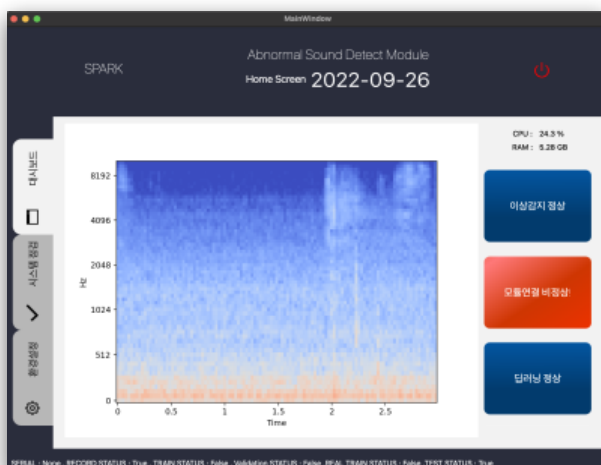 MainWindow
SPARK
Abnormal Sound Detect Module
Home Screen 2022-09-26
CPU : 24.3 %
RAM : 5.28 GB
대시보드
시스템 점검
환경설정
8192
4096
2048
1024
512
0
Hz
0 0.5 1 1.5 2 2.5
Time
이상감지 정상
모듈연결 비정상!
딥러닝 정상
SERIAL : None RECORD STATUS : True TRAIN STATUS : False Validation STATUS : False REAL TRAIN STATUS : False TEST STATUS : True